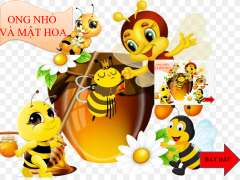 ONG NHỎ
VÀ MẬT HOA
BẮT ĐẦU